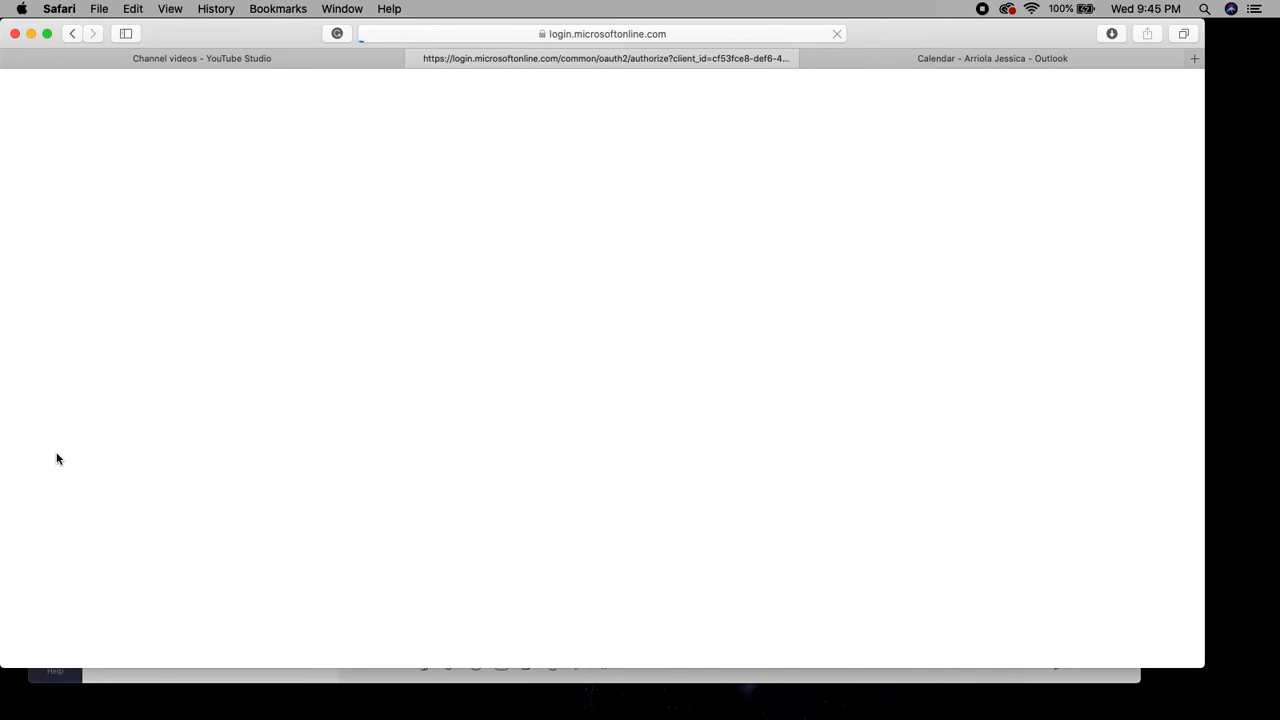 Safari File Edit View History Bookmarks Window Help 100% Wed 9:45 PM
login.microsoftonline.com
Channel videos - YouTube Studio https://login.microsoftonline.com/common/oauth2/authorize?client_id=cf53fce8-def6-4... Calendar - Arriola Jessica - Outlook
Help